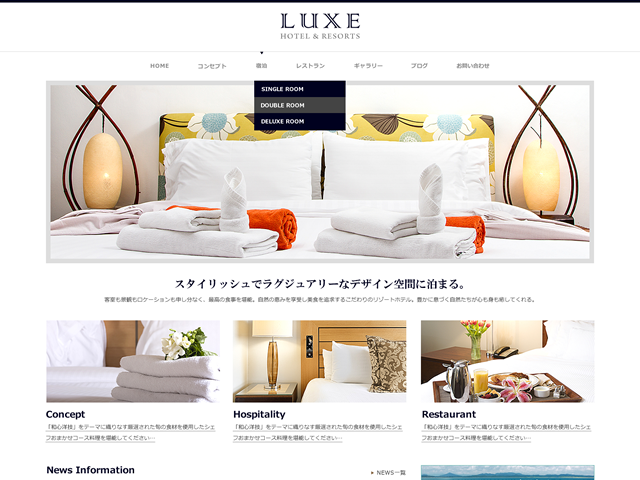 LUXE
HOTEL & RESORTS
HOME コンセプト 宿泊 レストラン ギャラリー ブログ お問い合わせ
SINGLE ROOM
DOUBLE ROOM
DELUXE ROOM
スタイリッシュでラグジュアリーなデザイン空間に泊まる。
客室も景観もロケーションも申し分なく、最高の食事を堪能。自然の恵みを享受し美食を追求するこだわりのリゾートホテル。豊かに息づく自然たちが心も身も癒してくれる。
Concept
「和心洋技」をテーマに織りなす厳選された旬の食材を使用したシェ
フおまかせコース料理を堪能してください…
Hospitality
「和心洋技」をテーマに織りなす厳選された旬の食材を使用したシェ
フおまかせコース料理を堪能してください…
Restaurant
「和心洋技」をテーマに織りなす厳選された旬の食材を使用したシェ
フおまかせコース料理を堪能してください…
News Information
▶ NEWS一覧